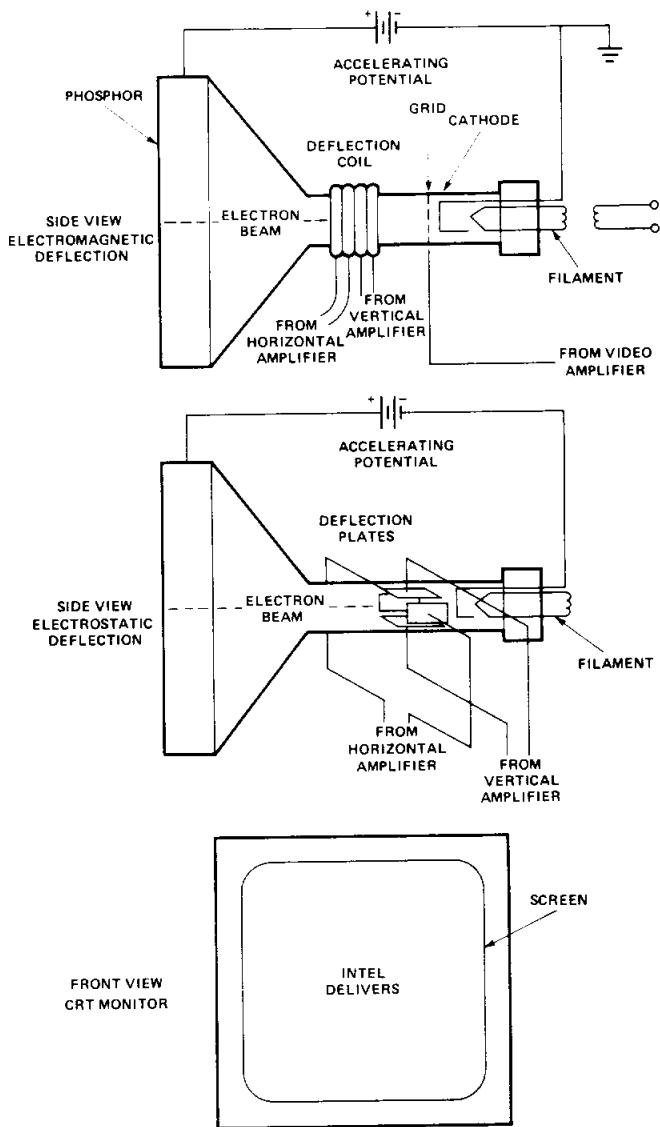 + -
ACCELERATING
POTENTIAL
PHOSPHOR
GRID
CATHODE
DEFLECTION
COIL
SIDE VIEW
ELECTROMAGNETIC
DEFLECTION
ELECTRON
BEAM
FILAMENT
FROM
HORIZONTAL
AMPLIFIER
FROM
VERTICAL
AMPLIFIER
FROM VIDEO
AMPLIFIER
+ -
ACCELERATING
POTENTIAL
DEFLECTION
PLATES
SIDE VIEW
ELECTROSTATIC
DEFLECTION
ELECTRON
BEAM
FILAMENT
FROM
HORIZONTAL
AMPLIFIER
FROM
VERTICAL
AMPLIFIER
SCREEN
FRONT VIEW
CRT MONITOR
INTEL
DELIVERS